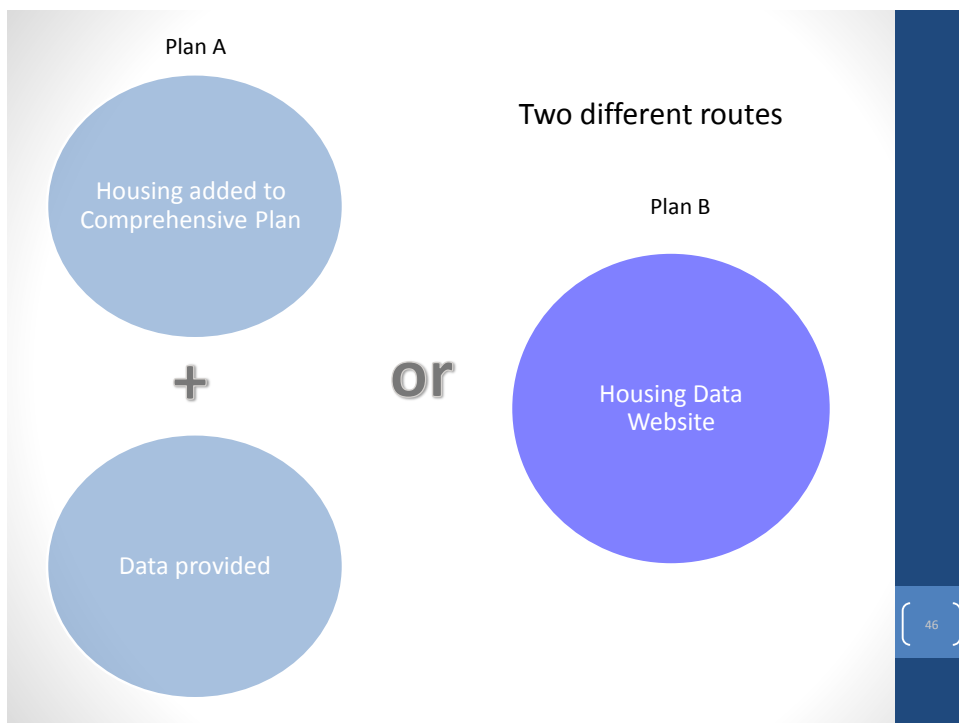 Plan A
Two different routes
Housing added to
Comprehensive Plan
Plan B
+
or
Housing Data
Website
Data provided
46